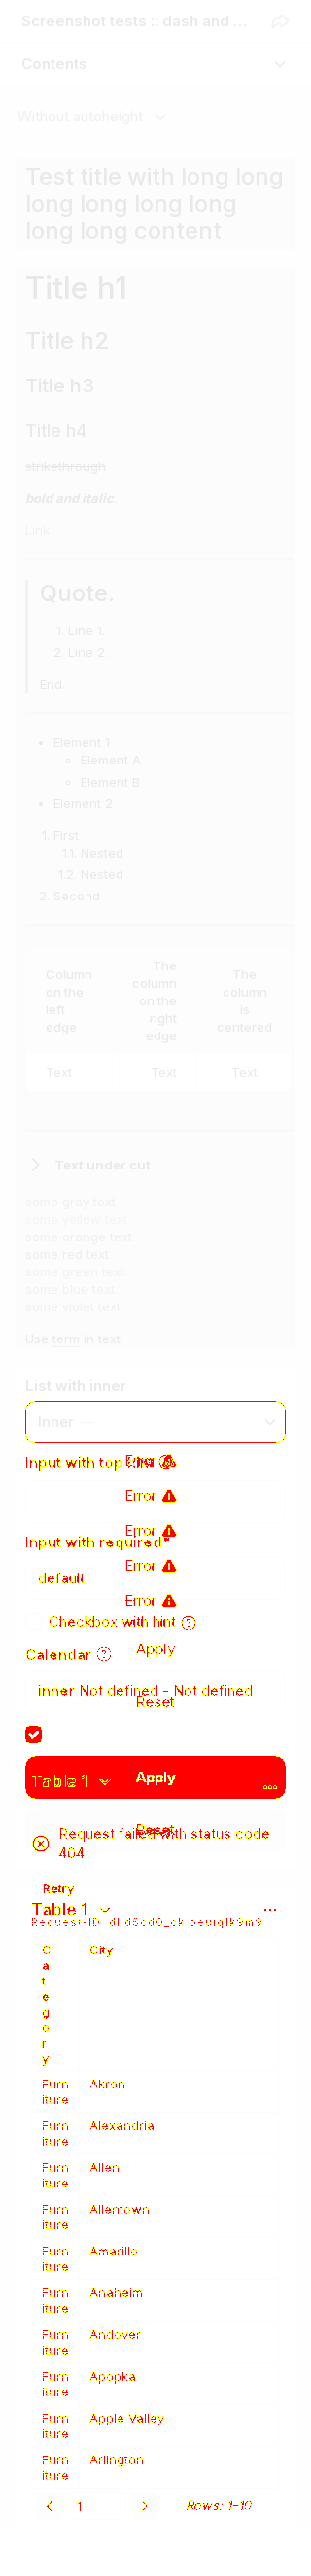 Screenshot tests :: dash and ...
Contents
Without autoheight
Test title with long long
long long long long
long long content
Title h1
Title h2
Title h3
Title h4
strikethrough
bold and italic.
Link
Quote.
1. Line 1.
2. Line 2
End.
Element 1
Element A
Element B
Element 2
1. First
1.1. Nested
1.2. Nested
2. Second
Column on the left edge
The column on the right edge
The column is centered
Text
Text
Text
Text under cut
some gray text
some yellow text
some orange text
some red text
some green text
some blue text
some violet text
Use term in text
List with inner
Inner —
Input with top
Error
Error
Error
Input with required*
Error
default
Error
Checkbox with hint
Apply
Calendar
inner Not defined - Not defined
Reset
Table 1
Apply
Reset
Request failed with status code
404
Retry
Table 1
Category
City
Furniture
Akron
Furniture
Alexandria
Furniture
Allen
Furniture
Allentown
Furniture
Amarillo
Furniture
Anaheim
Furniture
Andover
Furniture
Apopka
Furniture
Apple Valley
Furniture
Arlington
1
Rows: 1-10